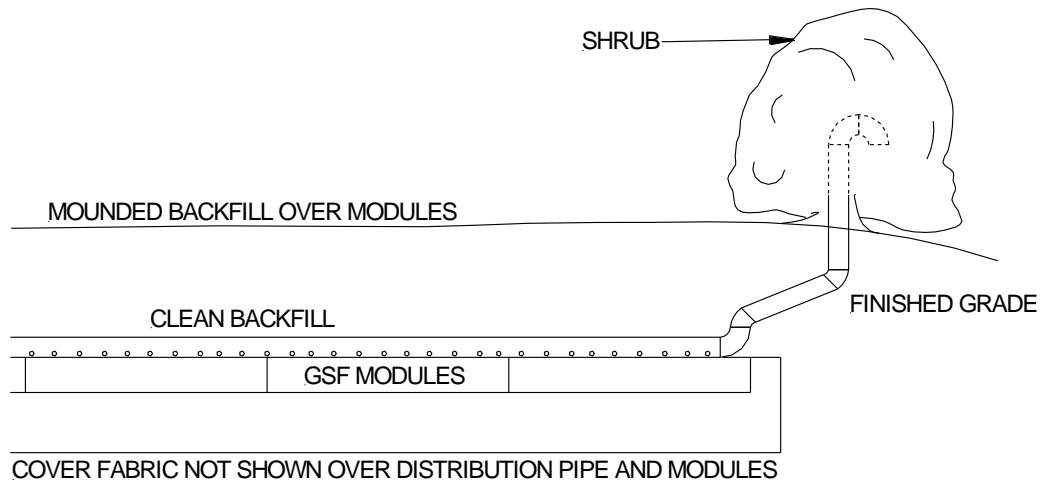 SHRUB
MOUNDED BACKFILL OVER MODULES
FINISHED GRADE
CLEAN BACKFILL
GSF MODULES
COVER FABRIC NOT SHOWN OVER DISTRIBUTION PIPE AND MODULES